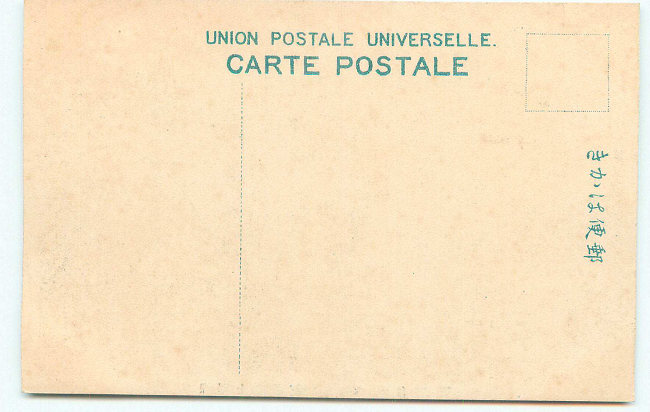 UNION POSTALE UNIVERSELLE.
CARTE POSTALE
郵便はかき